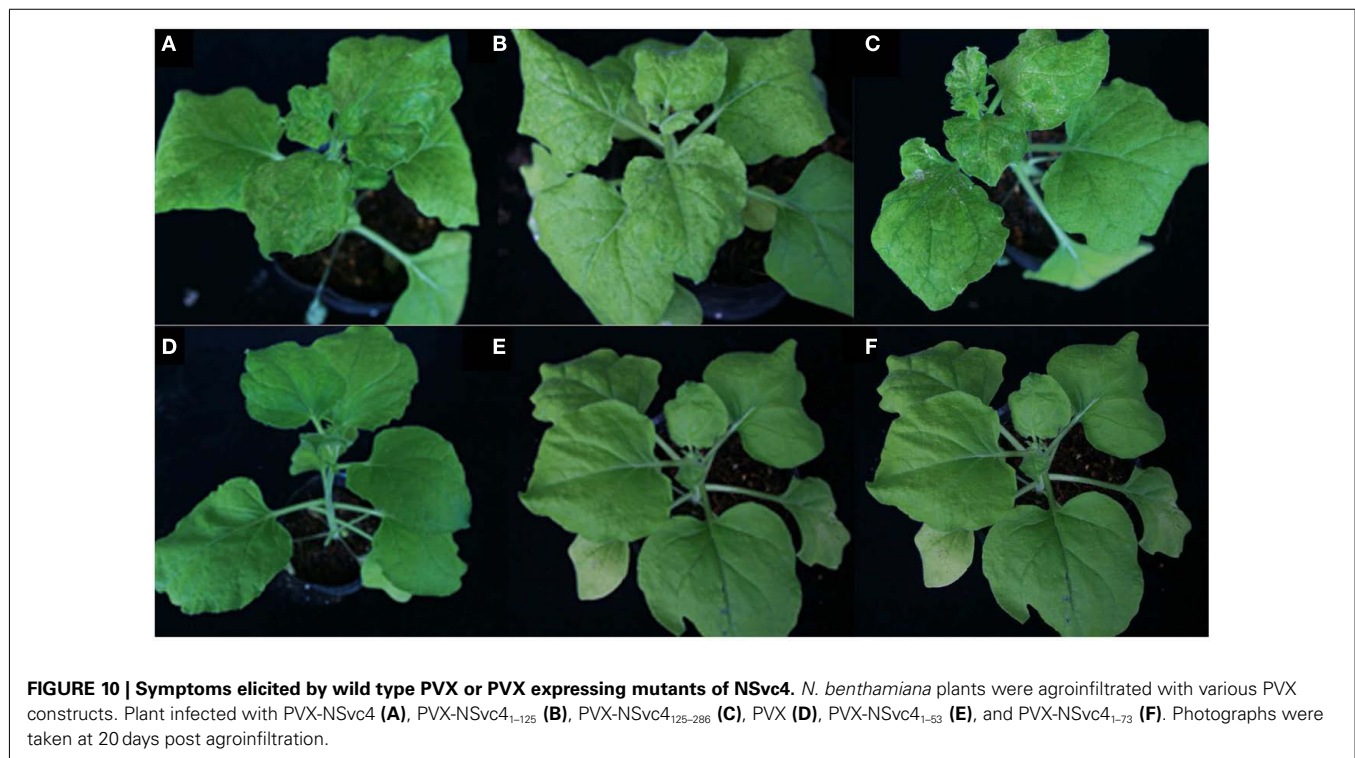 A
B
C
D
E
F
FIGURE 10 | Symptoms elicited by wild type PVX or PVX expressing mutants of NSvc4. N. benthamiana plants were agroinfiltrated with various PVX
constructs. Plant infected with PVX-NSvc4 (A), PVX-NSvc4₁₋₁₂₅ (B), PVX-NSvc4₁₂₅₋₂₈₆ (C), PVX (D), PVX-NSvc4₁₋₅₃ (E), and PVX-NSvc4₁₋₇₃ (F). Photographs were
taken at 20 days post agroinfiltration.